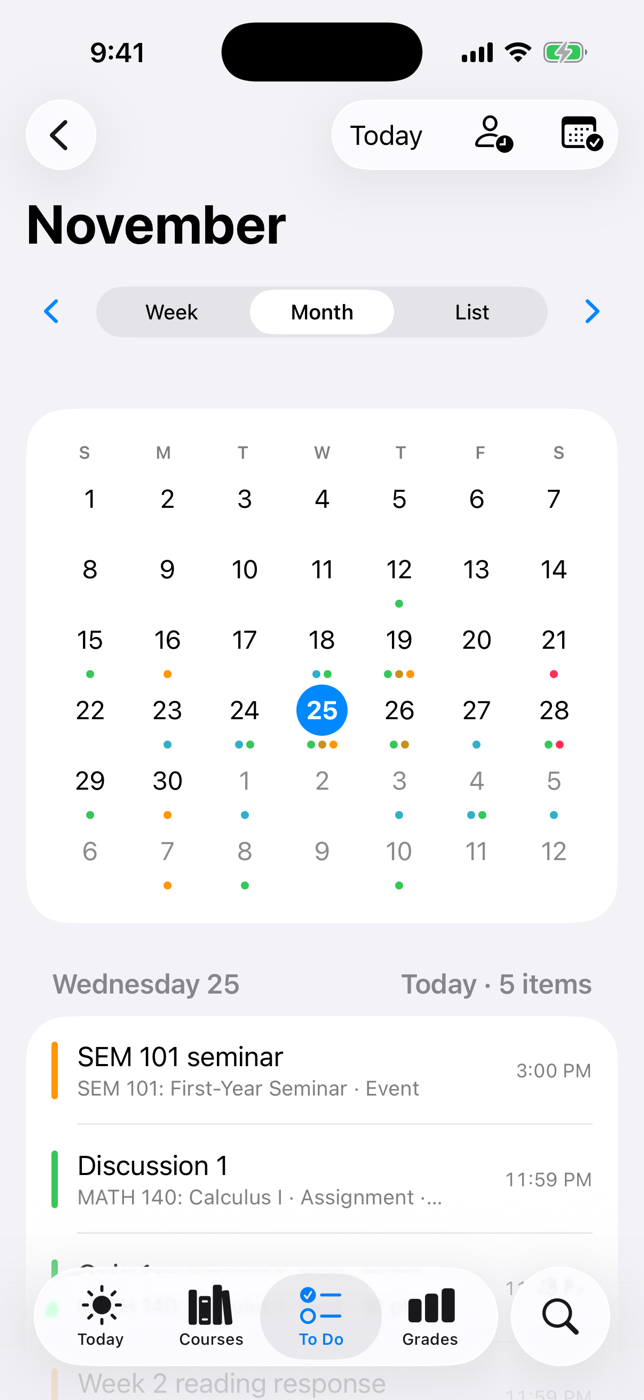 9:41
Today
November
Week Month List
S M T W T F S
1 2 3 4 5 6 7
8 9 10 11 12 13 14
15 16 17 18 19 20 21
22 23 24 25 26 27 28
29 30 1 2 3 4 5
6 7 8 9 10 11 12
Wednesday 25 Today · 5 items
SEM 101 seminar
SEM 101: First-Year Seminar · Event
3:00 PM
Discussion 1
MATH 140: Calculus I · Assignment ·...
11:59 PM
Today Courses To Do Grades
Week 2 reading response
11:59 PM